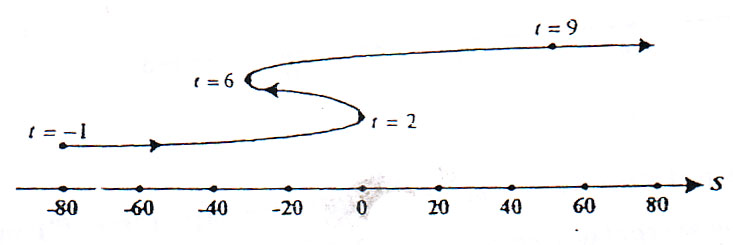 t = 9
t = 6
t = 2
t = −1
-80 -60 -40 -20 0 20 40 60 80 S